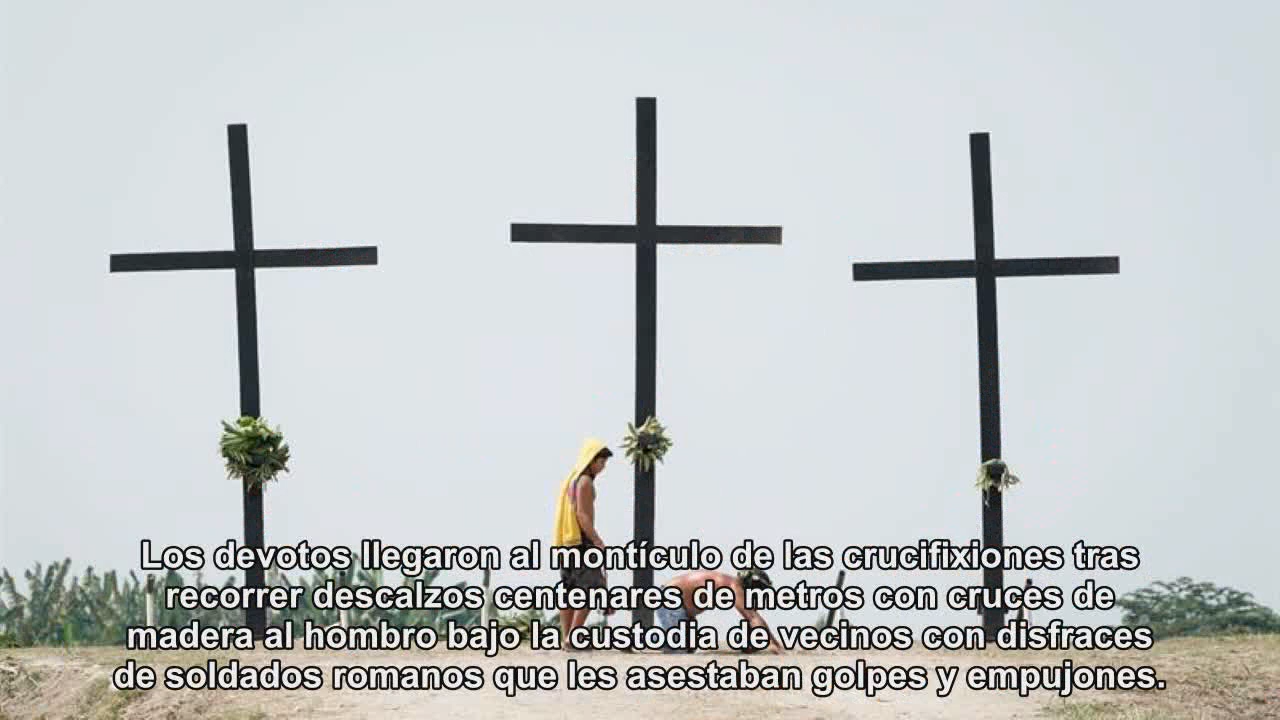 Los devotos llegaron al montículo de las crucifixiones tras
recorrer descalzos centenares de metros con cruces de
madera al hombro bajo la custodia de vecinos con disfraces
de soldados romanos que les asestaban golpes y empujones.